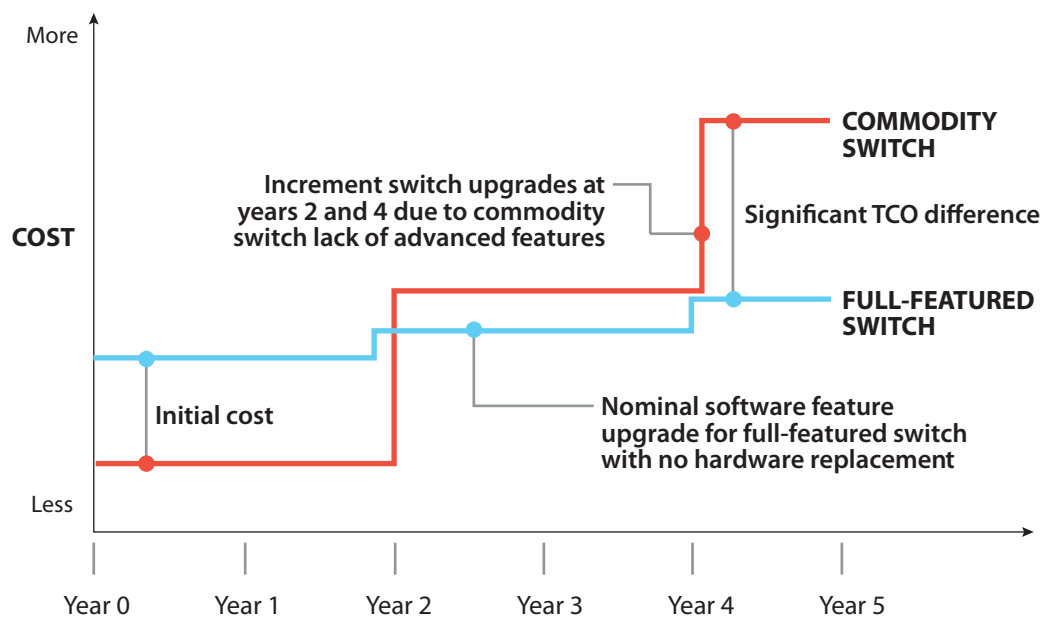 More
COMMODITY
SWITCH
Increment switch upgrades at
years 2 and 4 due to commodity
switch lack of advanced features
Significant TCO difference
COST
FULL-FEATURED
SWITCH
Initial cost
Nominal software feature
upgrade for full-featured switch
with no hardware replacement
Less
Year 0
Year 1
Year 2
Year 3
Year 4
Year 5